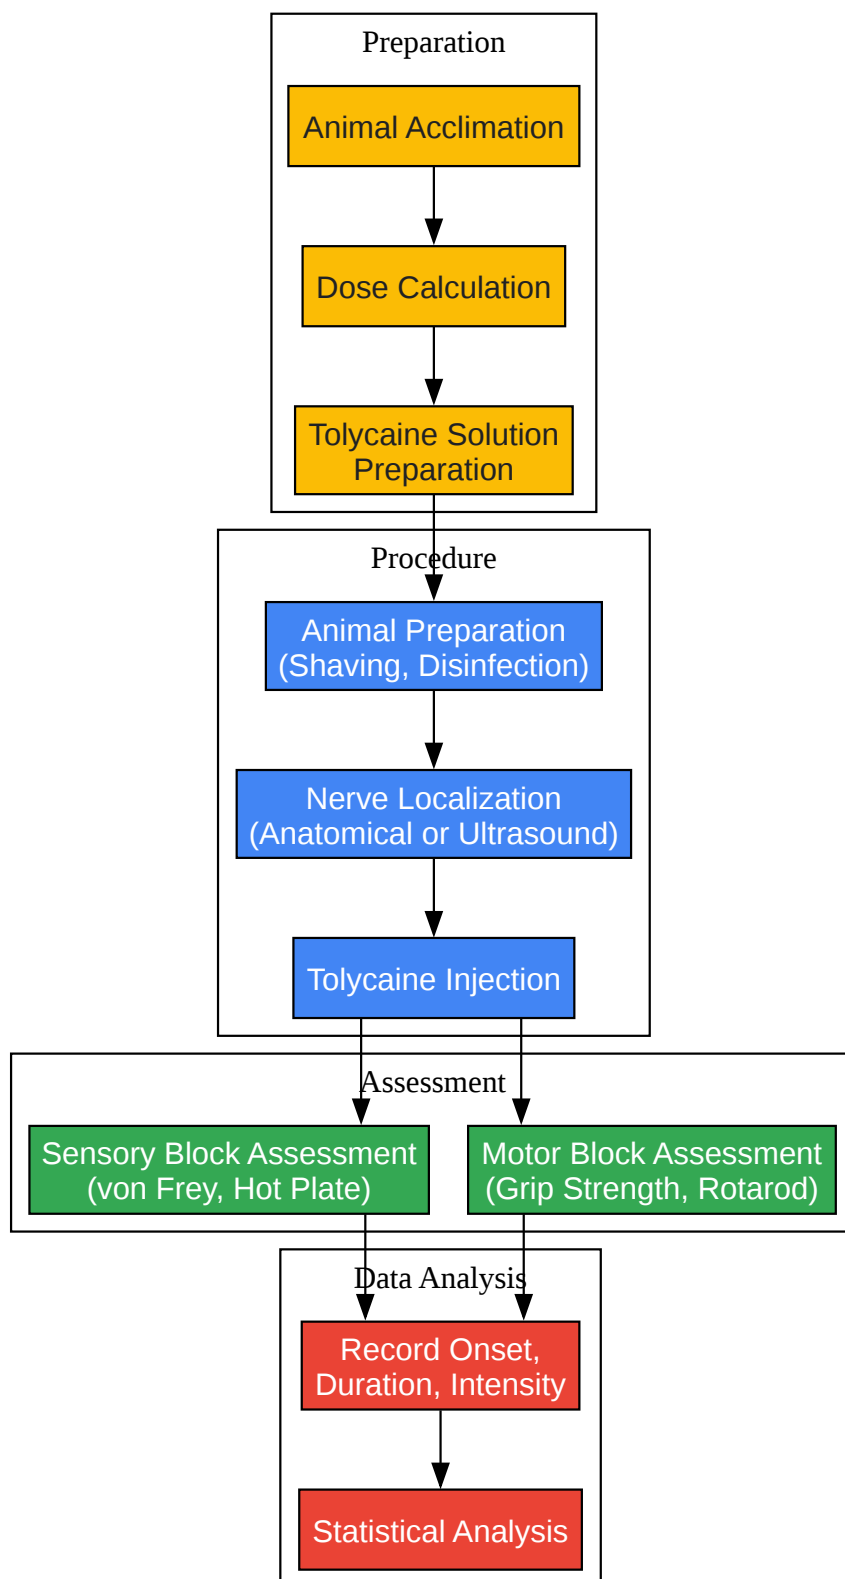 Preparation
Animal Acclimation
Dose Calculation
Tolycaine Solution
Preparation
Procedure
Animal Preparation
(Shaving, Disinfection)
Nerve Localization
(Anatomical or Ultrasound)
Tolycaine Injection
Assessment
Sensory Block Assessment
(von Frey, Hot Plate)
Motor Block Assessment
(Grip Strength, Rotarod)
Data Analysis
Record Onset,
Duration, Intensity
Statistical Analysis